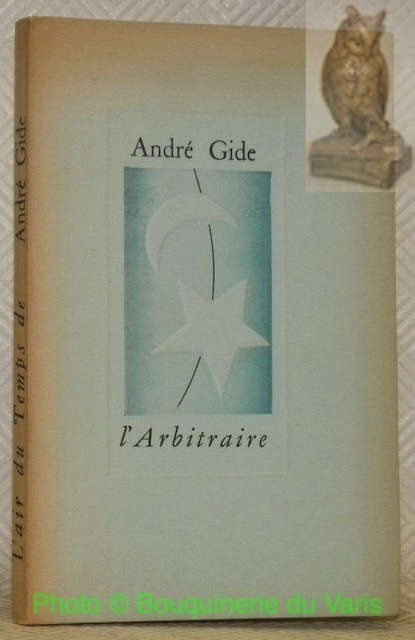 André Gide
l'Arbitraire
L'air du Temps de André Gide
Photo © Bouquinerie du Varis